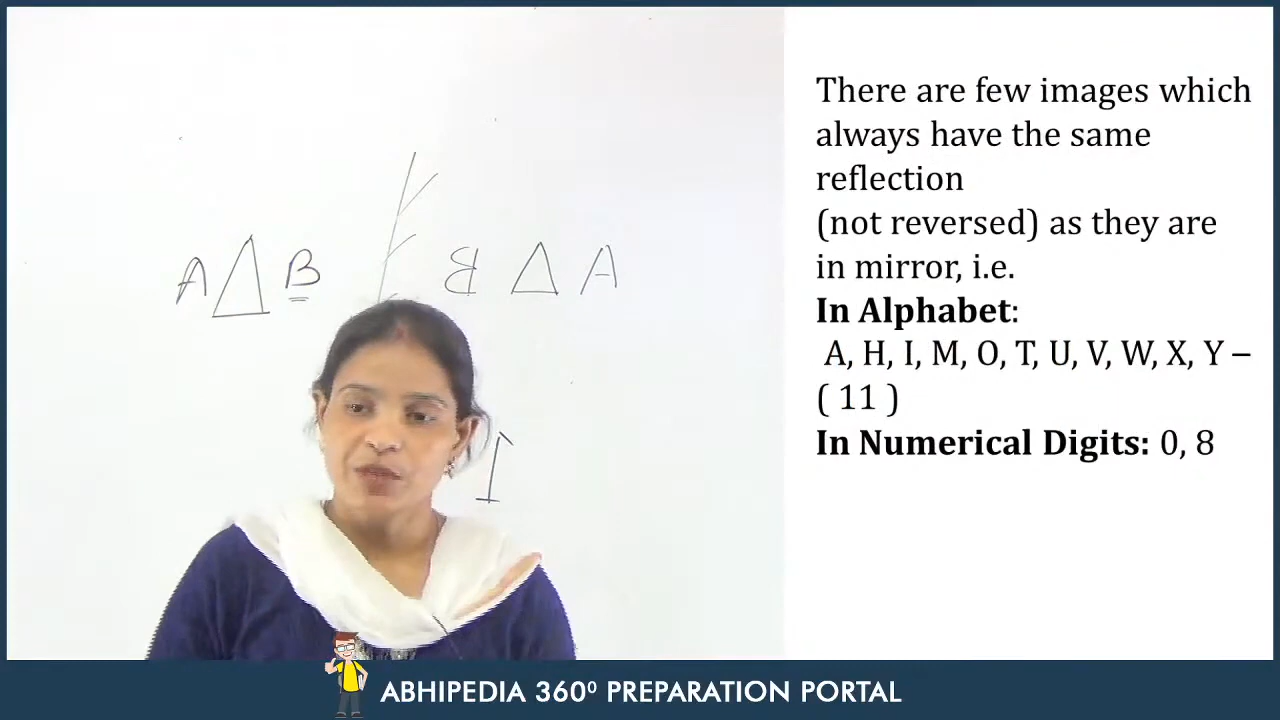 A Δ B
ᗺ Δ A
I
There are few images which
always have the same
reflection
(not reversed) as they are
in mirror, i.e.
In Alphabet:
A, H, I, M, O, T, U, V, W, X, Y –
( 11 )
In Numerical Digits: 0, 8
ABHIPEDIA 360⁰ PREPARATION PORTAL